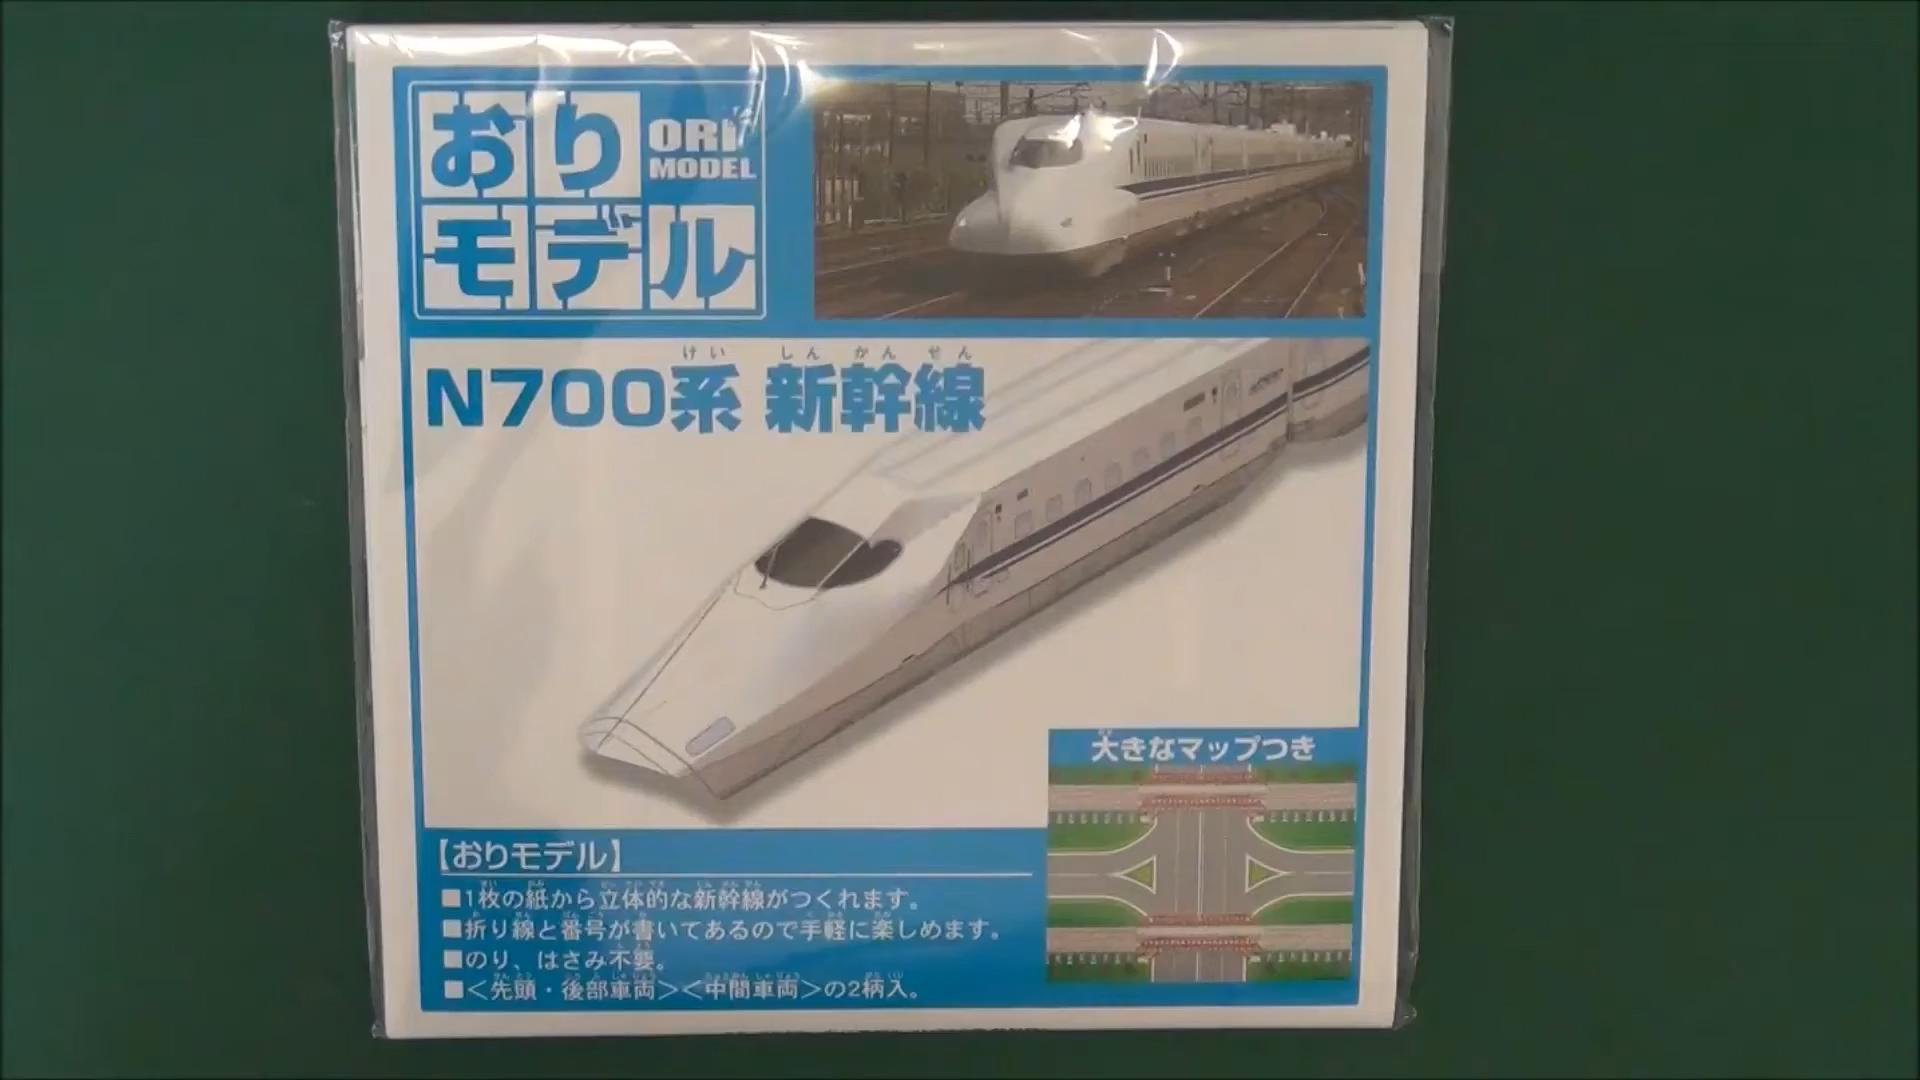 おり
モデル
ORI
MODEL
N700系 新幹線
けい しんかんせん
大きなマップつき
【おりモデル】
■1枚の紙から立体的な新幹線がつくれます。
■折り線と番号が書いてあるので手軽に楽しめます。
■のり、はさみ不要。
■<先頭・後部車両><中間車両>の2柄入。